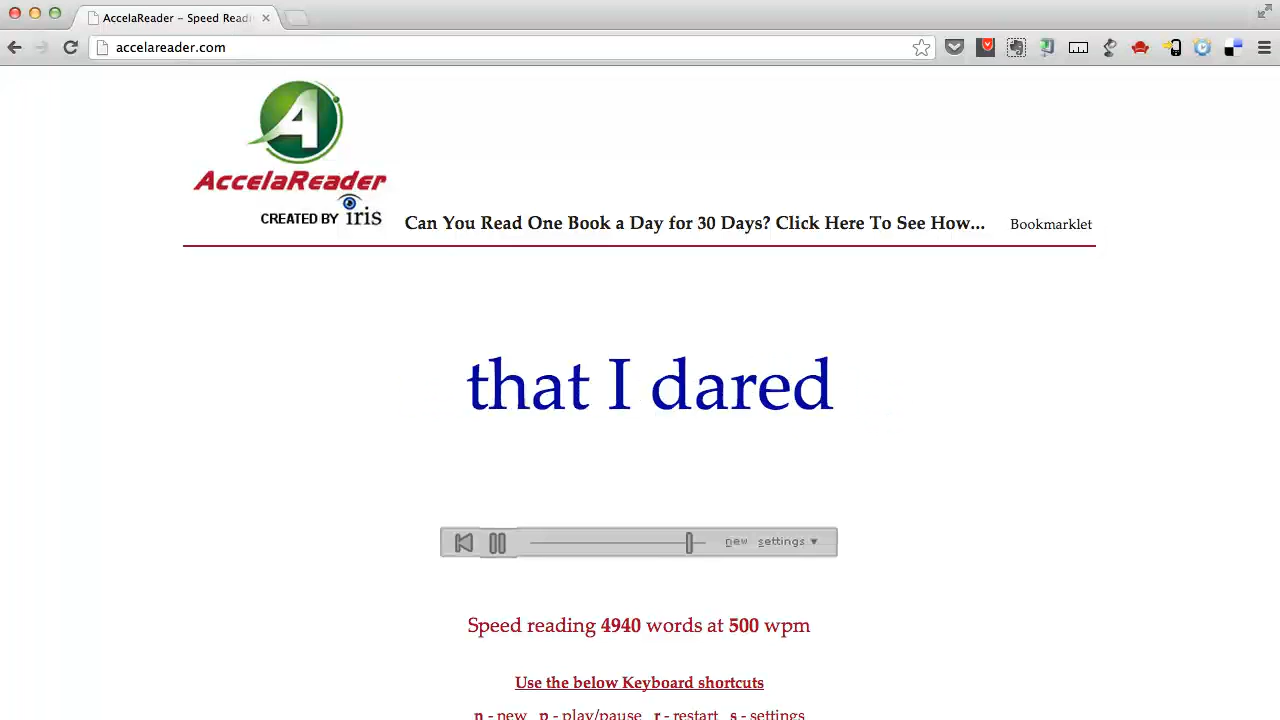 AccelaReader – Speed Readi
accelareader.com
A
AccelaReader
CREATED BY iris
Can You Read One Book a Day for 30 Days? Click Here To See How...
Bookmarklet
that I dared
new settings ▼
Speed reading 4940 words at 500 wpm
Use the below Keyboard shortcuts
n - new p - play/pause r - restart s - settings